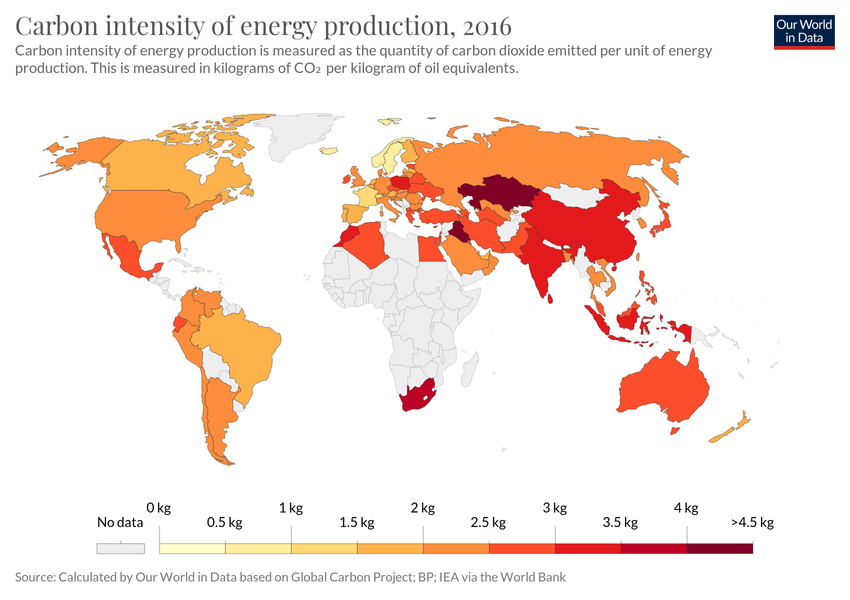 Carbon intensity of energy production, 2016
Our World
in Data
Carbon intensity of energy production is measured as the quantity of carbon dioxide emitted per unit of energy
production. This is measured in kilograms of CO₂ per kilogram of oil equivalents.
0 kg 1 kg 2 kg 3 kg 4 kg
No data 0.5 kg 1.5 kg 2.5 kg 3.5 kg >4.5 kg
Source: Calculated by Our World in Data based on Global Carbon Project; BP; IEA via the World Bank